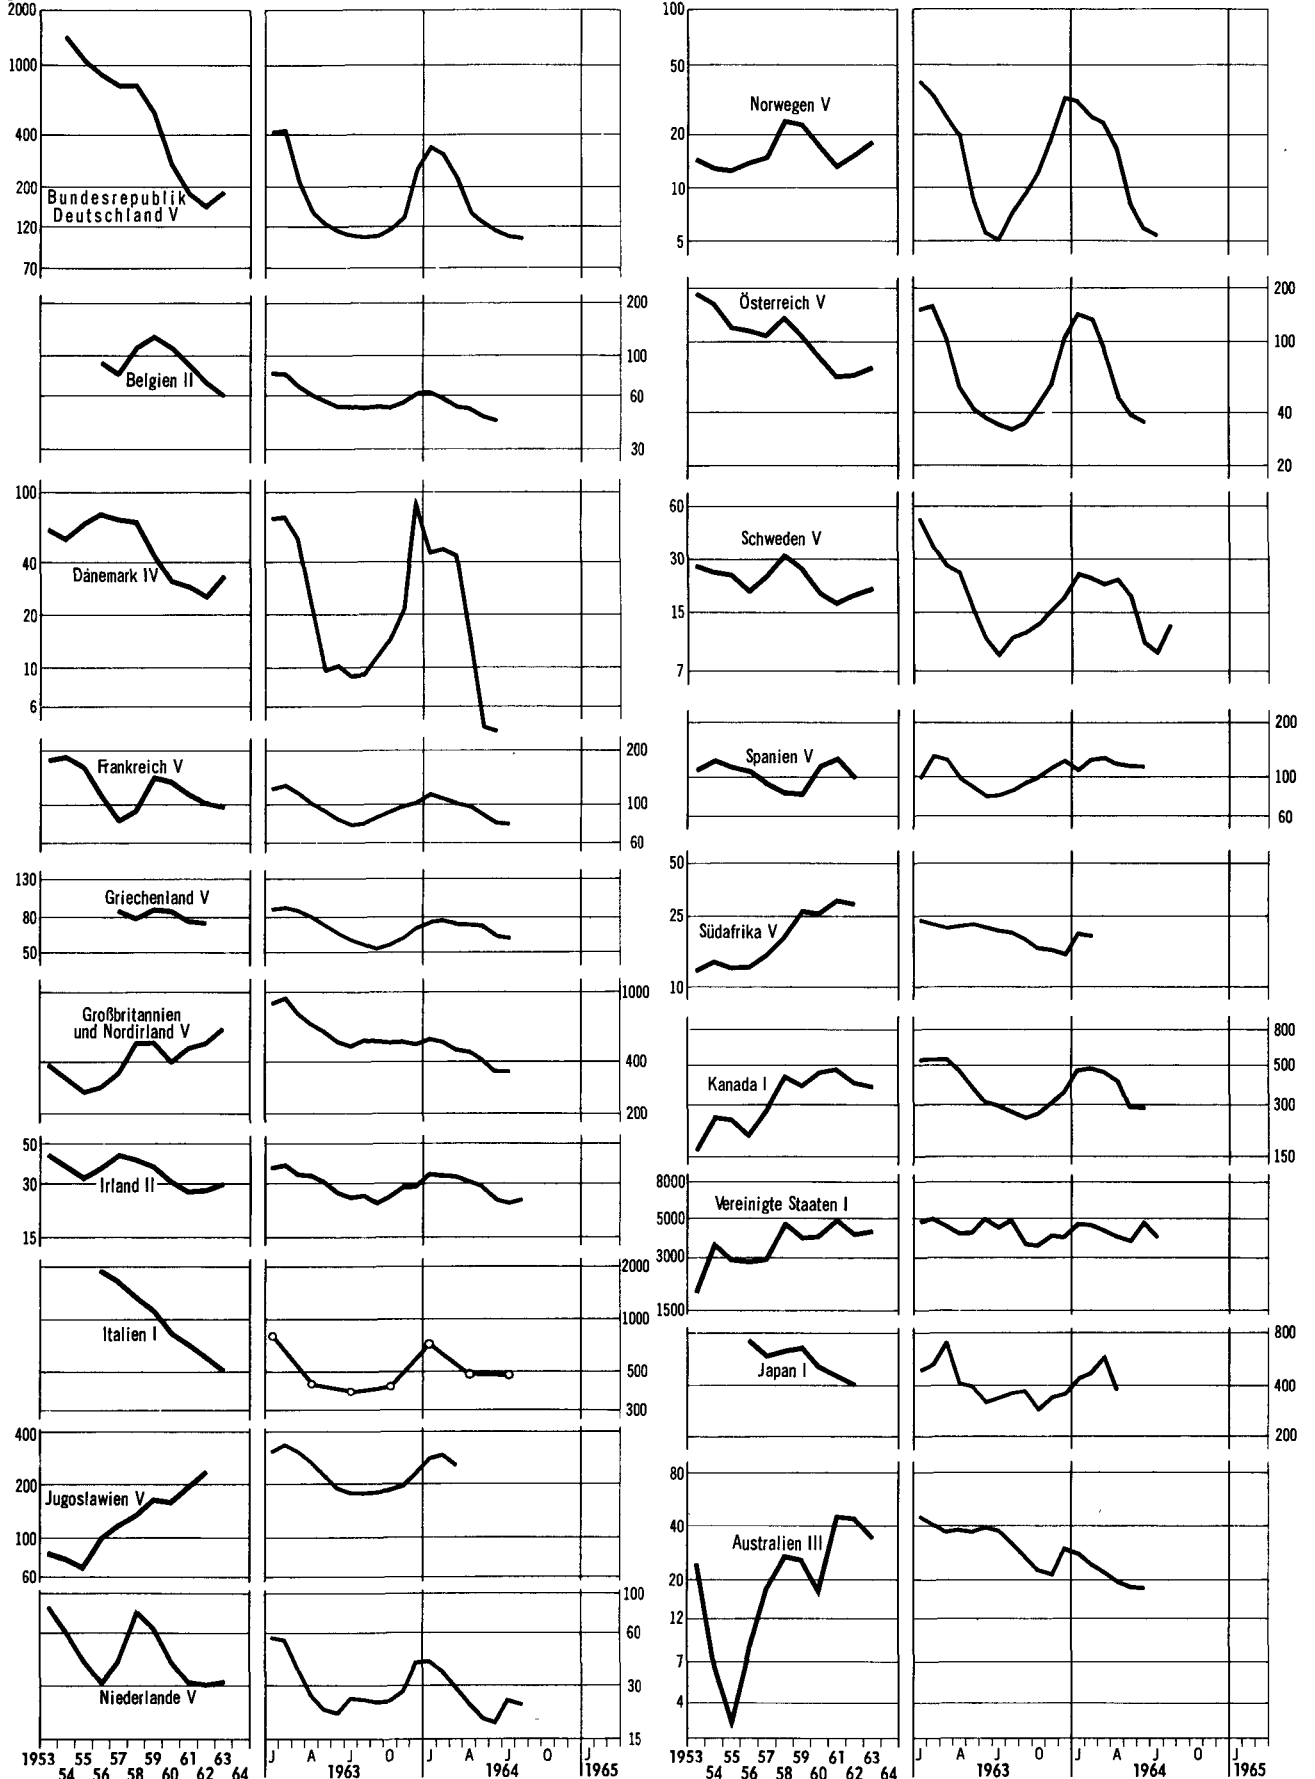 2000
1000
400
200
120
70
Bundesrepublik
Deutschland V
200
100
60
30
Belgien II
100
40
20
10
6
Dänemark IV
200
100
60
Frankreich V
130
80
50
Griechenland V
1000
400
200
Großbritannien
und Nordirland V
50
30
15
Irland II
2000
1000
500
300
Italien I
400
200
100
60
Jugoslawien V
100
60
30
15
Niederlande V
1953 55 57 59 61 63
54 56 58 60 62 64
J A J O J A J O J
1963 1964 1965
100
50
20
10
5
Norwegen V
200
100
40
20
Österreich V
60
30
15
7
Schweden V
200
100
60
Spanien V
50
25
10
Südafrika V
800
500
300
150
Kanada I
8000
5000
3000
1500
Vereinigte Staaten I
800
400
200
Japan I
80
40
20
12
7
4
Australien III
1953 55 57 59 61 63
54 56 58 60 62 64
J A J O J A J O J
1963 1964 1965